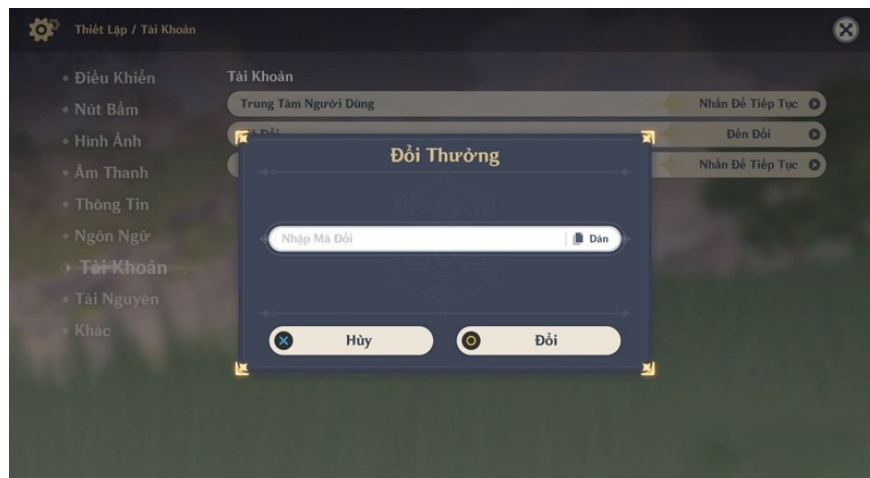 Thiết Lập / Tài Khoản
Điều Khiển
Nút Bấm
Hình Ảnh
Âm Thanh
Thông Tin
Ngôn Ngữ
Tài Khoản
Tài Nguyên
Khác
Tài Khoản
Trung Tâm Người Dùng
Nhấn Để Tiếp Tục
Đến Đổi
Nhấn Để Tiếp Tục
Đổi Thưởng
Nhập Mã Đổi
Dán
Hủy
Đổi